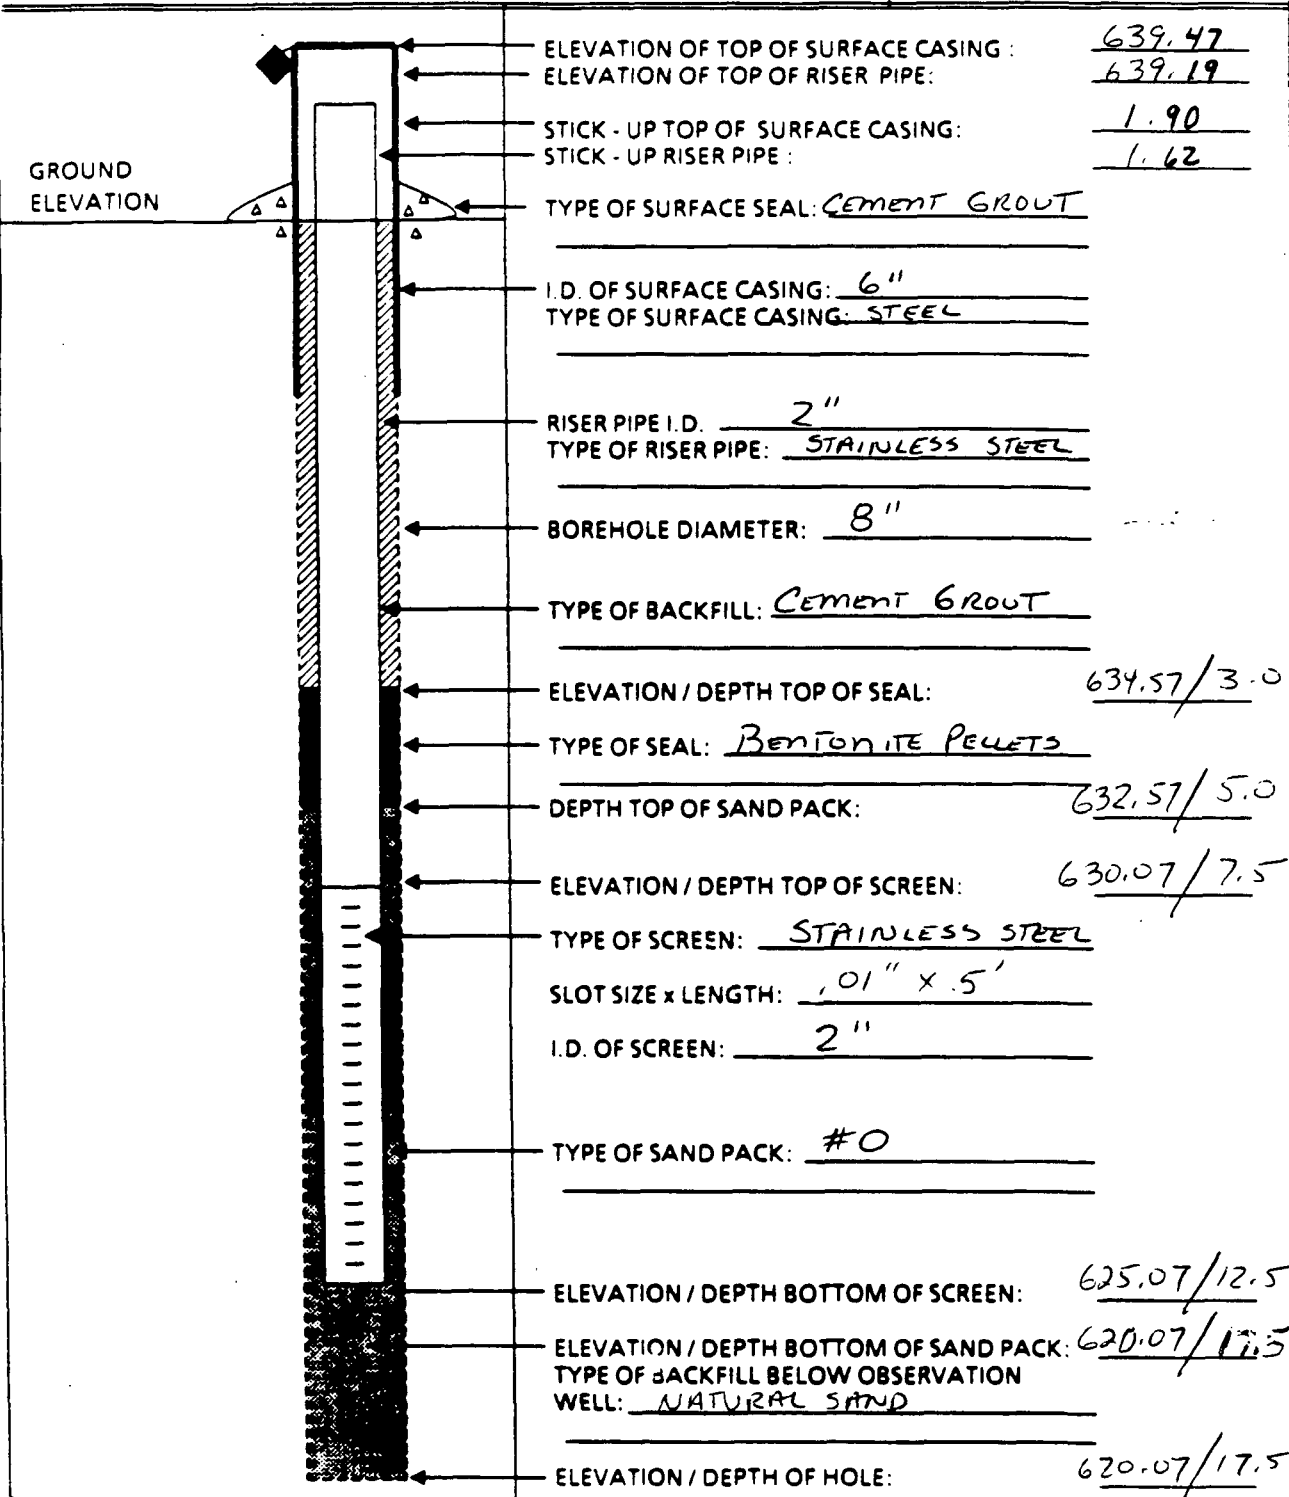 ELEVATION OF TOP OF SURFACE CASING : 639.47
ELEVATION OF TOP OF RISER PIPE: 639.19
STICK - UP TOP OF SURFACE CASING: 1.90
STICK - UP RISER PIPE : 1.62
GROUND
ELEVATION
TYPE OF SURFACE SEAL: CEMENT GROUT
I.D. OF SURFACE CASING: 6"
TYPE OF SURFACE CASING: STEEL
RISER PIPE I.D. 2"
TYPE OF RISER PIPE: STAINLESS STEEL
BOREHOLE DIAMETER: 8"
TYPE OF BACKFILL: CEMENT GROUT
ELEVATION / DEPTH TOP OF SEAL: 634.57/3.0
TYPE OF SEAL: BENTONITE PELLETS
DEPTH TOP OF SAND PACK: 632.57/5.0
ELEVATION / DEPTH TOP OF SCREEN: 630.07/7.5
TYPE OF SCREEN: STAINLESS STEEL
SLOT SIZE x LENGTH: .01" x .5'
I.D. OF SCREEN: 2"
TYPE OF SAND PACK: #0
ELEVATION / DEPTH BOTTOM OF SCREEN: 625.07/12.5
ELEVATION / DEPTH BOTTOM OF SAND PACK: 620.07/17.5
TYPE OF BACKFILL BELOW OBSERVATION
WELL: NATURAL SAND
ELEVATION / DEPTH OF HOLE: 620.07/17.5